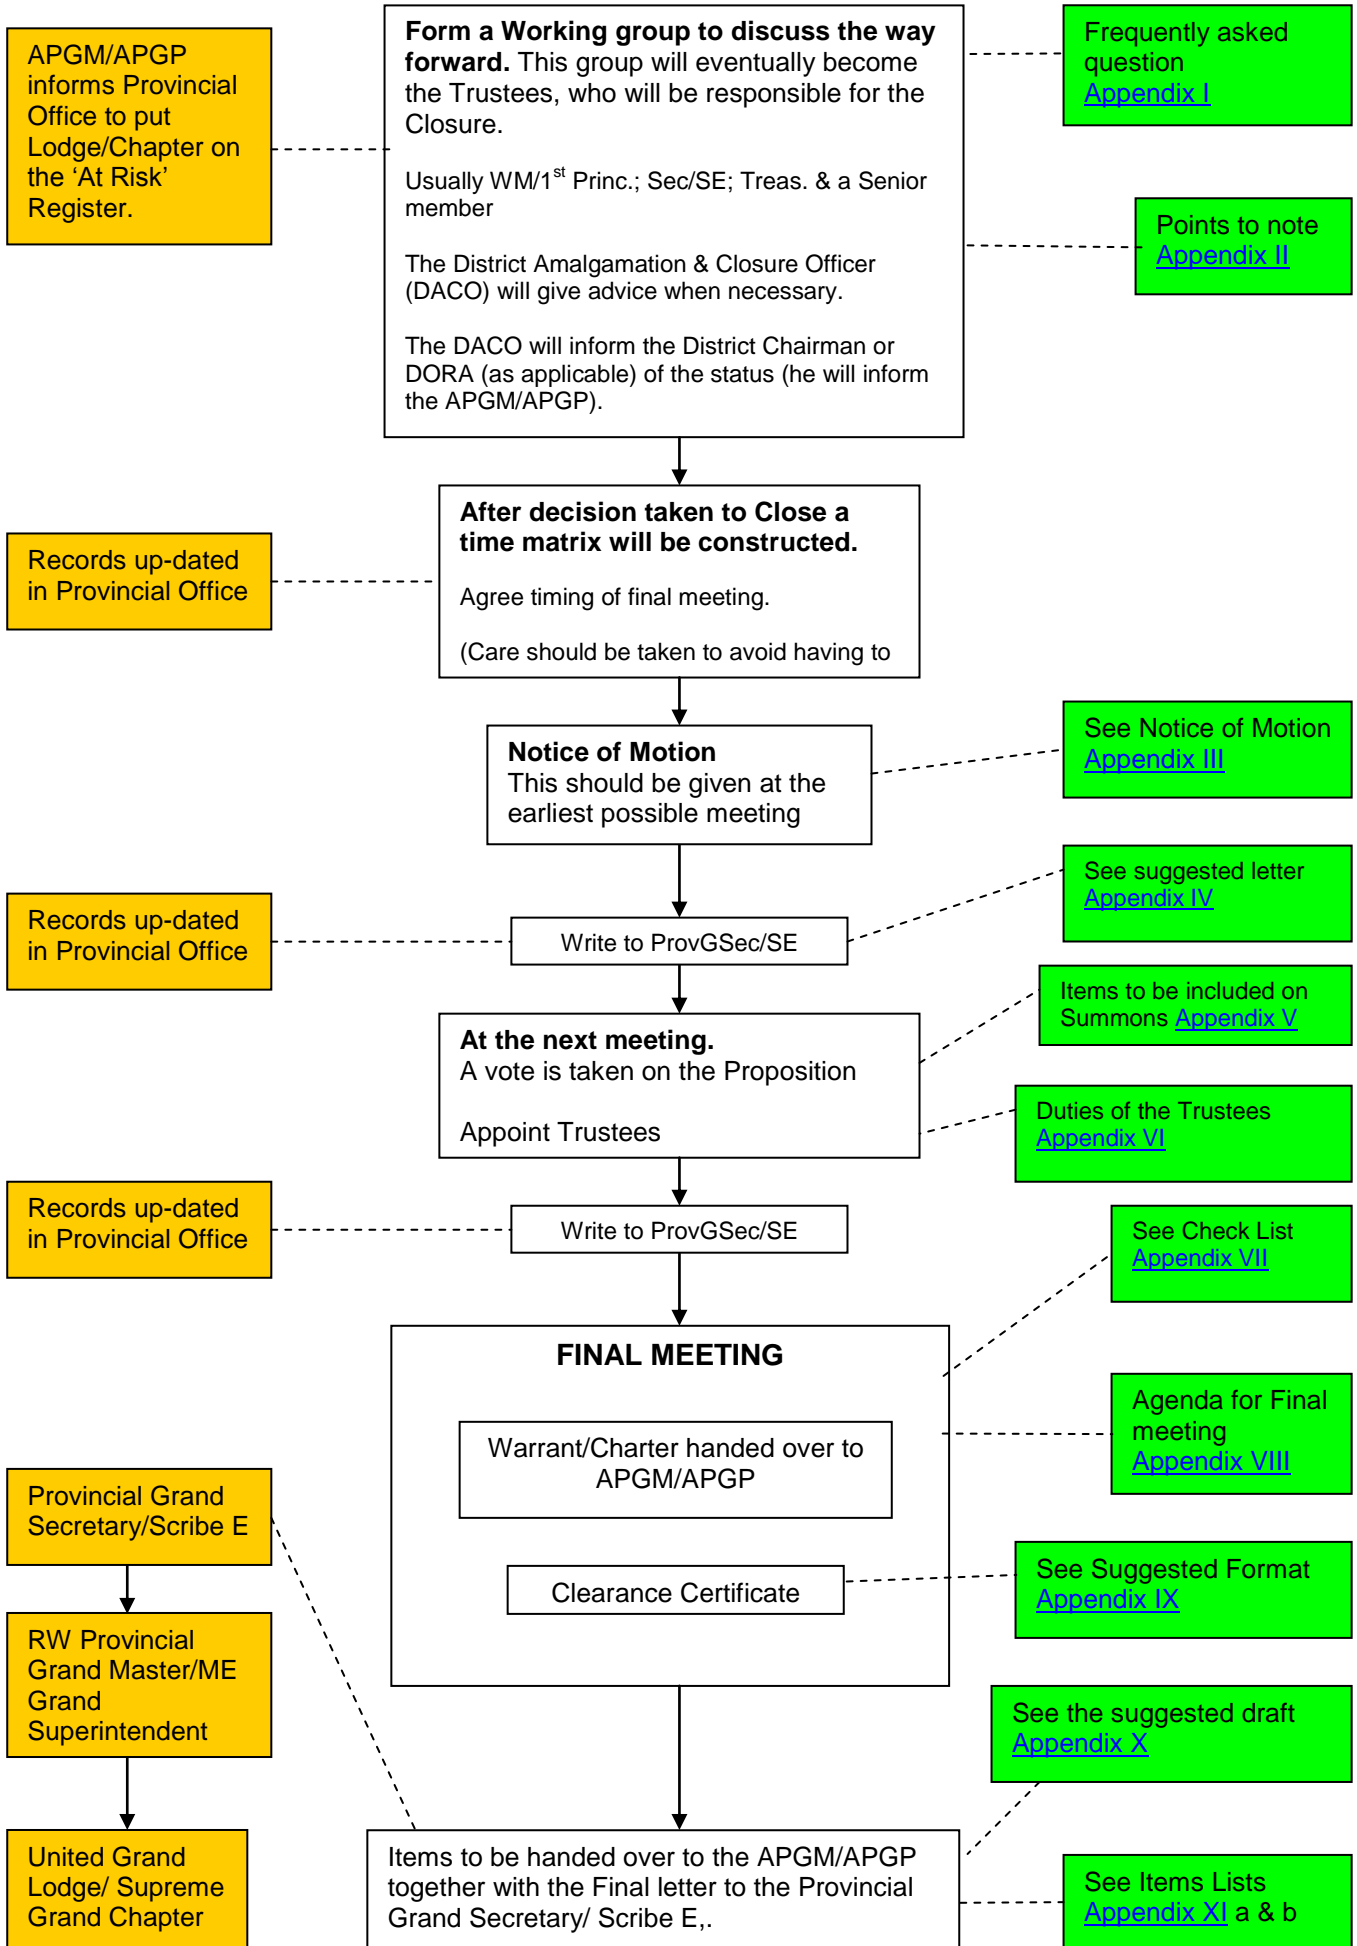 APGM/APGP
informs Provincial
Office to put
Lodge/Chapter on
the ‘At Risk’
Register.
Form a Working group to discuss the way
forward. This group will eventually become
the Trustees, who will be responsible for the
Closure.
Usually WM/1st Princ.; Sec/SE; Treas. & a Senior
member
The District Amalgamation & Closure Officer
(DACO) will give advice when necessary.
The DACO will inform the District Chairman or
DORA (as applicable) of the status (he will inform
the APGM/APGP).
Frequently asked
question
Appendix I
Points to note
Appendix II
Records up-dated
in Provincial Office
After decision taken to Close a
time matrix will be constructed.
Agree timing of final meeting.
(Care should be taken to avoid having to
Notice of Motion
This should be given at the
earliest possible meeting
See Notice of Motion
Appendix III
Records up-dated
in Provincial Office
Write to ProvGSec/SE
See suggested letter
Appendix IV
At the next meeting.
A vote is taken on the Proposition
Appoint Trustees
Items to be included on
Summons Appendix V
Duties of the Trustees
Appendix VI
Records up-dated
in Provincial Office
Write to ProvGSec/SE
See Check List
Appendix VII
FINAL MEETING
Warrant/Charter handed over to
APGM/APGP
Clearance Certificate
Agenda for Final
meeting
Appendix VIII
See Suggested Format
Appendix IX
Provincial Grand
Secretary/Scribe E
RW Provincial
Grand Master/ME
Grand
Superintendent
United Grand
Lodge/ Supreme
Grand Chapter
Items to be handed over to the APGM/APGP
together with the Final letter to the Provincial
Grand Secretary/ Scribe E,.
See the suggested draft
Appendix X
See Items Lists
Appendix XI a & b